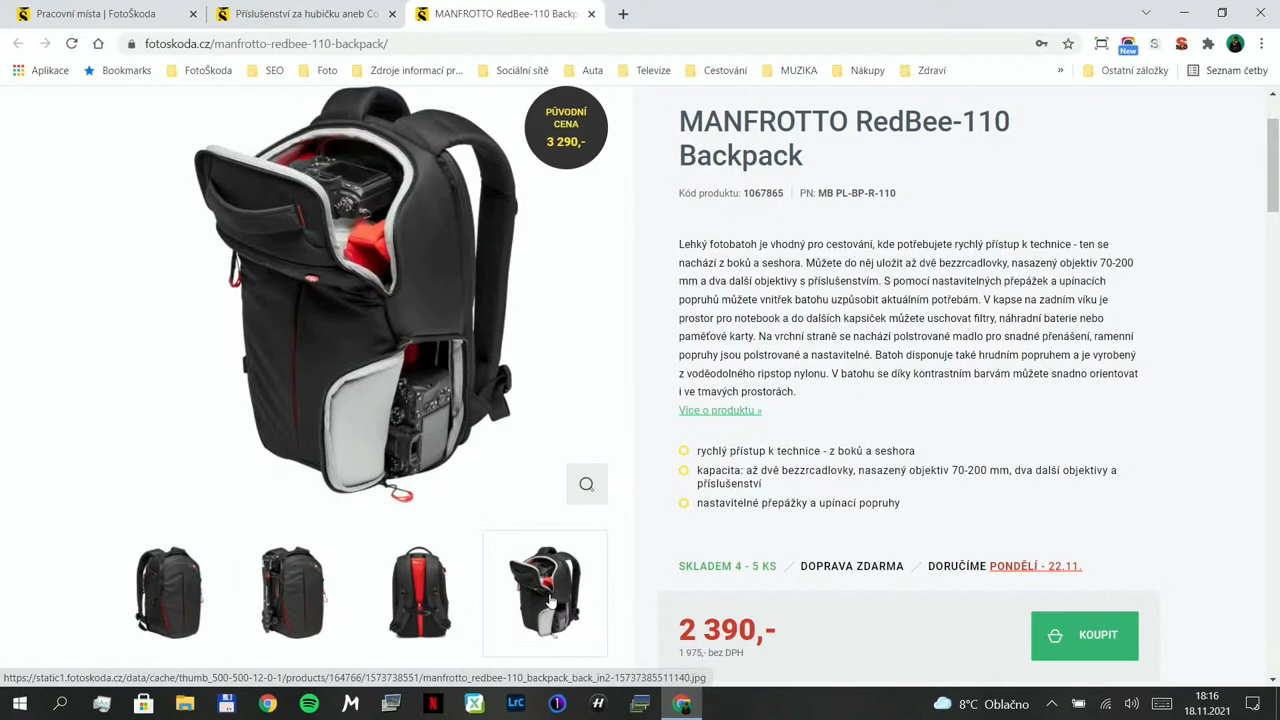 Pracovní místa | FotoŠkoda
Příslušenství za hubičku aneb Co
MANFROTTO RedBee-110 Backp
fotoskoda.cz/manfrotto-redbee-110-backpack/
New
Aplikace
Bookmarks
FotoŠkoda
SEO
Foto
Zdroje informací pr...
Sociální sítě
Auta
Televize
Cestování
MUZIKA
Nákupy
Zdraví
»
Ostatní záložky
Seznam četby
PŮVODNÍ
CENA
3 290,-
MANFROTTO RedBee-110
Backpack
Kód produktu: 1067865
PN: MB PL-BP-R-110
Lehký fotobatoh je vhodný pro cestování, kde potřebujete rychlý přístup k technice - ten se
nachází z boků a seshora. Můžete do něj uložit až dvě bezzrcadlovky, nasazený objektiv 70-200
mm a dva další objektivy s příslušenstvím. S pomocí nastavitelných přepážek a upínacích
popruhů můžete vnitřek batohu uzpůsobit aktuálním potřebám. V kapse na zadním víku je
prostor pro notebook a do dalších kapsiček můžete uschovat filtry, náhradní baterie nebo
paměťové karty. Na vrchní straně se nachází polstrované madlo pro snadné přenášení, ramenní
popruhy jsou polstrované a nastavitelné. Batoh disponuje také hrudním popruhem a je vyrobený
z voděodolného ripstop nylonu. V batohu se díky kontrastním barvám můžete snadno orientovat
i ve tmavých prostorách.
Více o produktu »
rychlý přístup k technice - z boků a seshora
kapacita: až dvě bezzrcadlovky, nasazený objektiv 70-200 mm, dva další objektivy a
příslušenství
nastavitelné přepážky a upínací popruhy
SKLADEM 4 - 5 KS
DOPRAVA ZDARMA
DORUČÍME PONDĚLÍ - 22.11.
2 390,-
1 975,- bez DPH
KOUPIT
https://static1.fotoskoda.cz/data/cache/thumb_500-500-12-0-1/products/164766/1573738551/manfrotto_redbee-110_backpack_back_in2-15737385511140.jpg
8°C Oblačno
18:16
18.11.2021